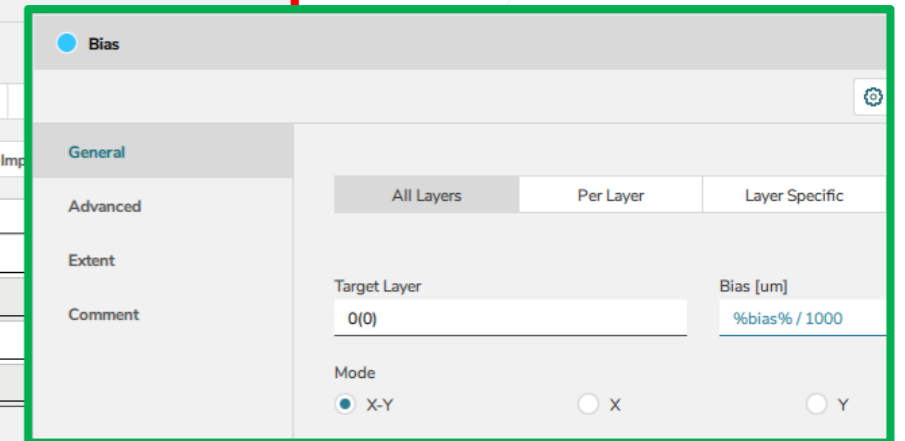 Bias
General
Imp
All Layers Per Layer Layer Specific
Advanced
Extent
Target Layer Bias [um]
Comment
0(0) %bias% / 1000
Mode
X-Y X Y